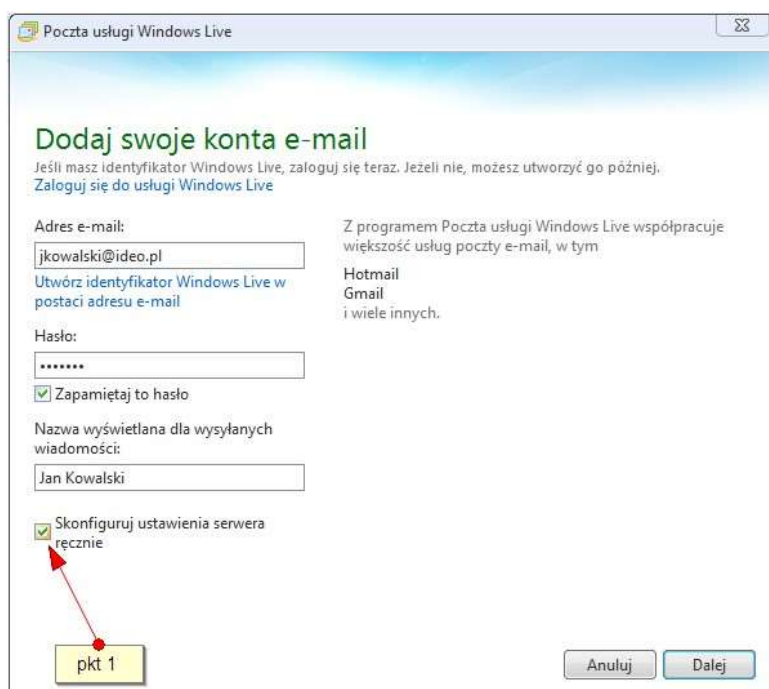 Poczta usługi Windows Live
Dodaj swoje konta e-mail
Jeśli masz identyfikator Windows Live, zaloguj się teraz. Jeżeli nie, możesz utworzyć go później.
Zaloguj się do usługi Windows Live
Adres e-mail:
jkowalski@ideo.pl
Utwórz identyfikator Windows Live w
postaci adresu e-mail
Hasło:
•••••••
Zapamiętaj to hasło
Nazwa wyświetlana dla wysyłanych
wiadomości:
Jan Kowalski
Skonfiguruj ustawienia serwera
ręcznie
pkt 1
Z programem Poczta usługi Windows Live współpracuje
większość usług poczty e-mail, w tym
Hotmail
Gmail
i wiele innych.
Anuluj
Dalej